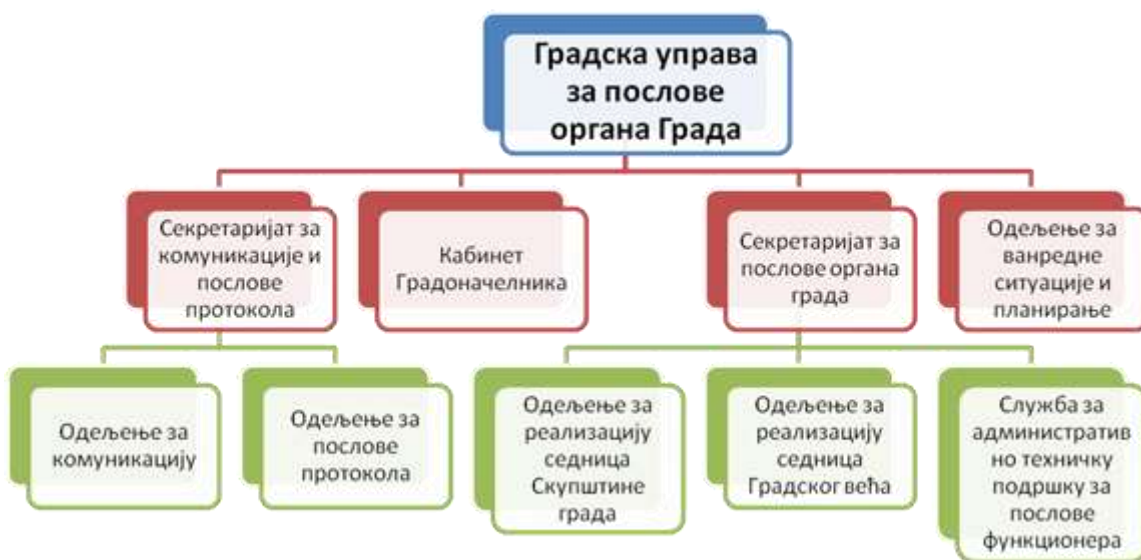 Градска управа
за послове
органа Града
Секретаријат за
комуникације и
послове
протокола
Кабинет
Градоначелника
Секретаријат за
послове органа
града
Одељење за
ванредне
ситуације и
планирање
Одељење за
комуникацију
Одељење за
послове
протокола
Одељење за
реализацију
седница
Скупштине
града
Одељење за
реализацију
седница
Градског већа
Служба за
административ
но техничку
подршку за
послове
функционера